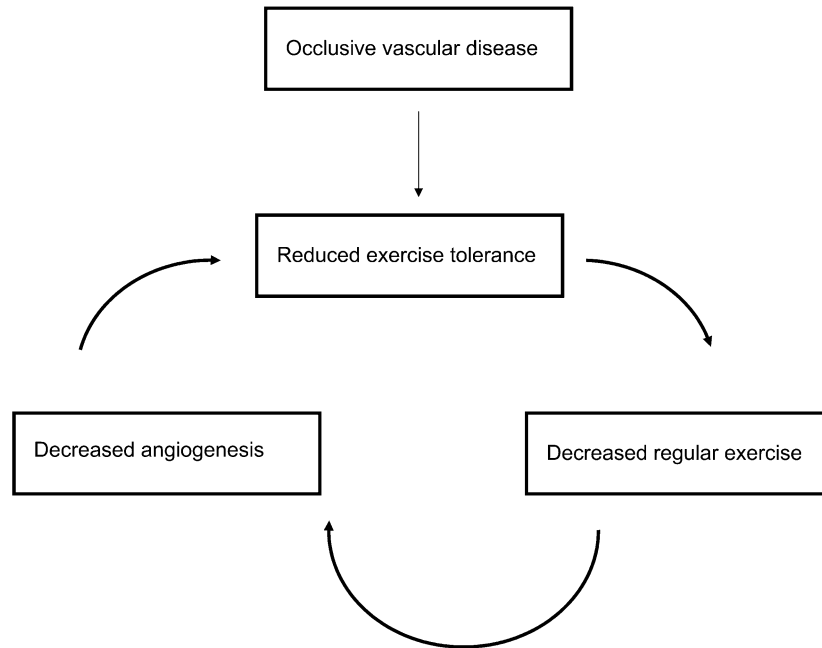 Occlusive vascular disease
Reduced exercise tolerance
Decreased angiogenesis
Decreased regular exercise